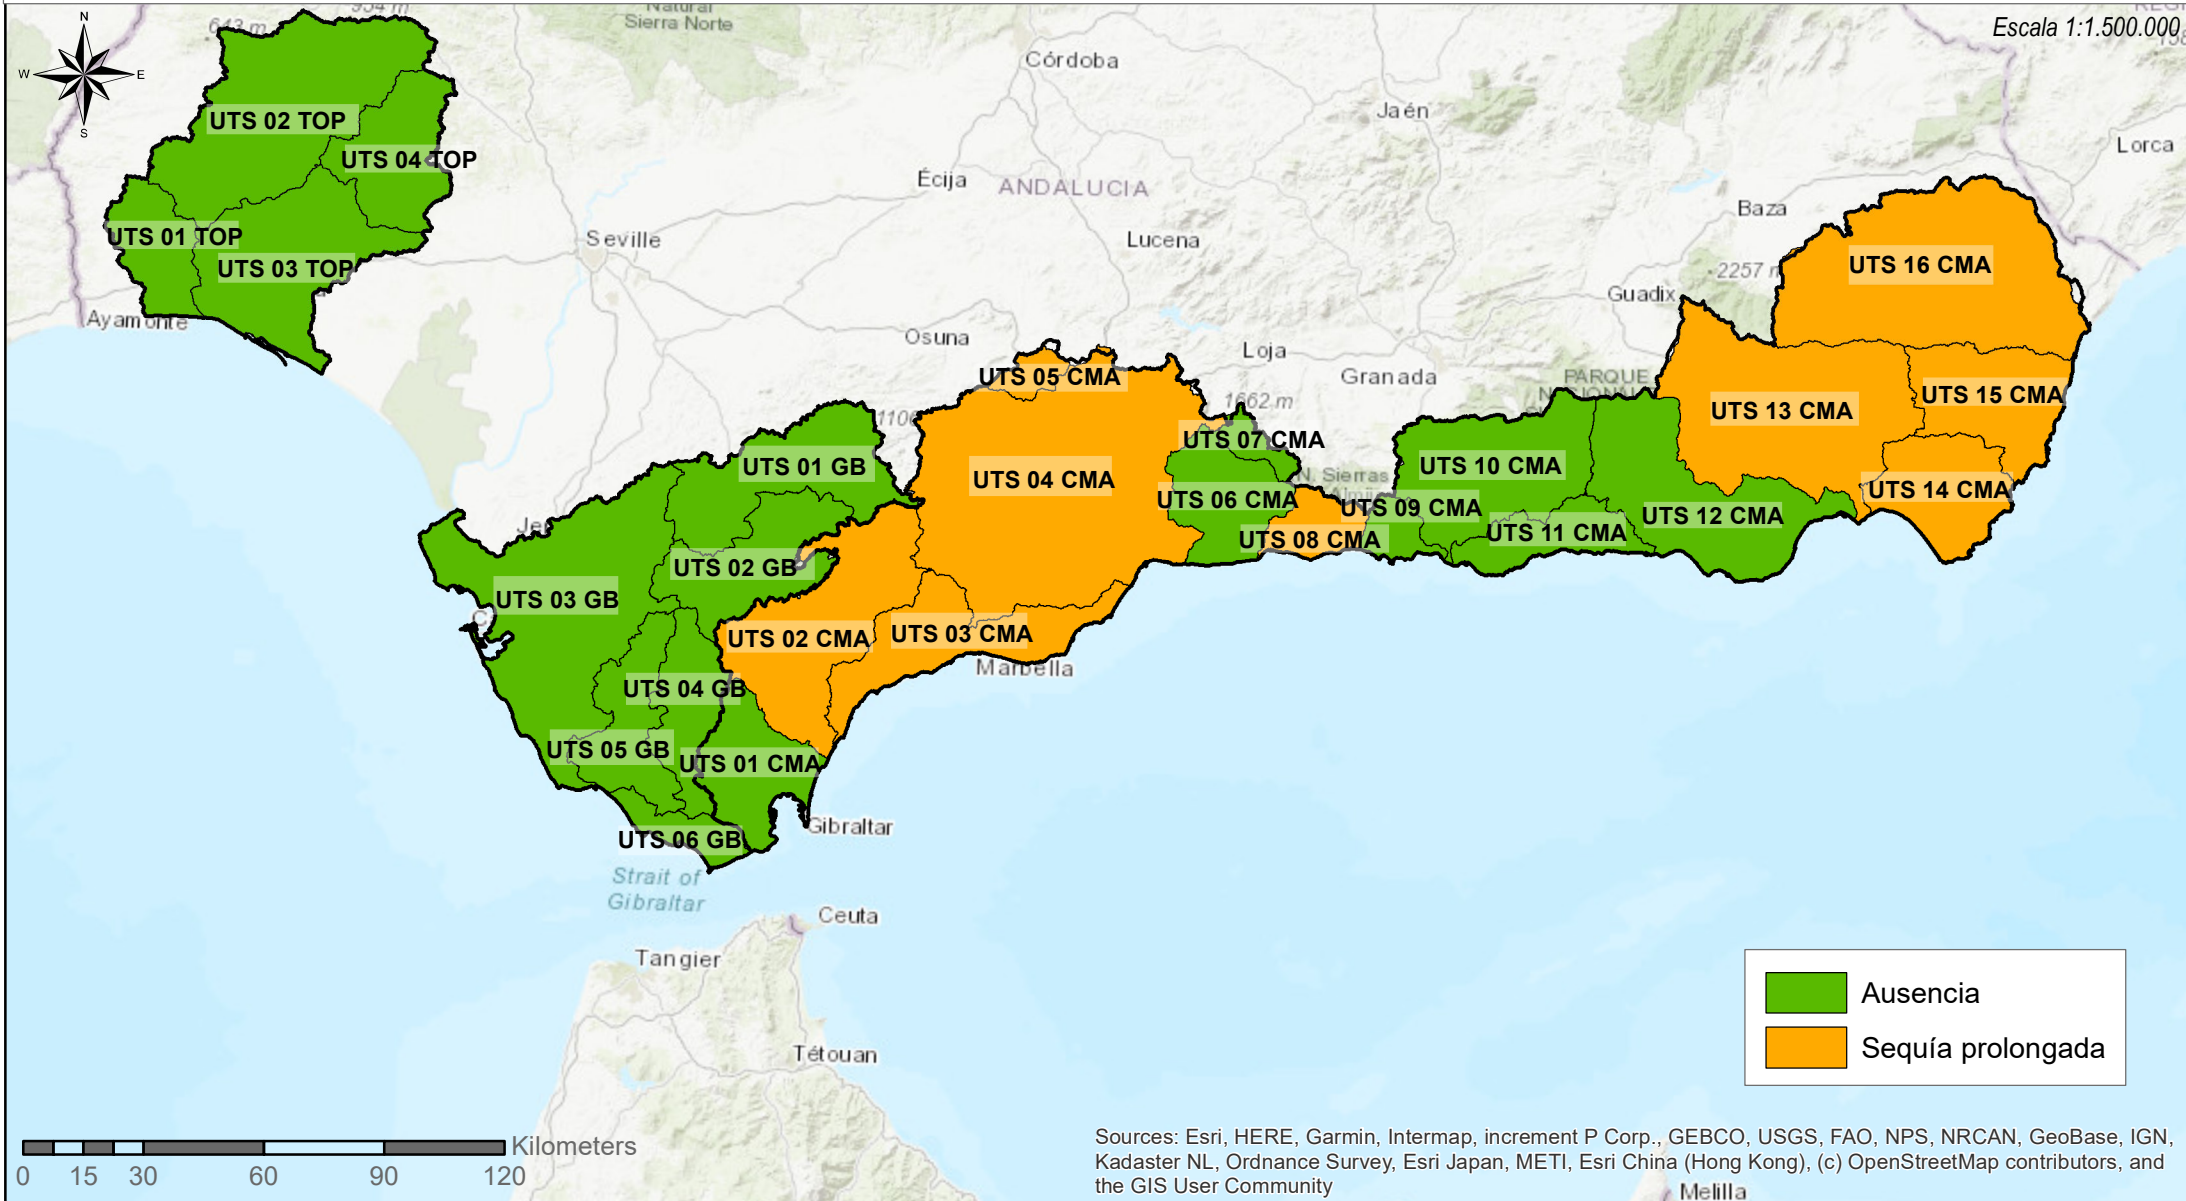 954 m
Natural
Sierra Norte
Escala 1:1.500.000
N
W
E
S
643 m
Córdoba
Jaén
Lorca
UTS 02 TOP
UTS 04 TOP
Écija
ANDALUCIA
Baza
UTS 01 TOP
UTS 03 TOP
Seville
Lucena
UTS 16 CMA
2257 m
Guadix
Ayamonte
Osuna
Loja
Granada
UTS 05 CMA
PARQUE
UTS 15 CMA
1662 m
UTS 13 CMA
UTS 07 CMA
UTS 01 GB
UTS 10 CMA
UTS 04 CMA
N. Sierras
UTS 14 CMA
UTS 06 CMA
UTS 09 CMA
UTS 12 CMA
UTS 11 CMA
UTS 08 CMA
UTS 02 GB
UTS 03 GB
UTS 02 CMA
UTS 03 CMA
Marbella
UTS 04 GB
UTS 05 GB
UTS 01 CMA
Gibraltar
UTS 06 GB
Strait of
Gibraltar
Ceuta
Tangier
Tétouan
Ausencia
Sequía prolongada
Kilometers
0 15 30 60 90 120
Sources: Esri, HERE, Garmin, Intermap, increment P Corp., GEBCO, USGS, FAO, NPS, NRCAN, GeoBase, IGN,
Kadaster NL, Ordnance Survey, Esri Japan, METI, Esri China (Hong Kong), (c) OpenStreetMap contributors, and
the GIS User Community
Melilla